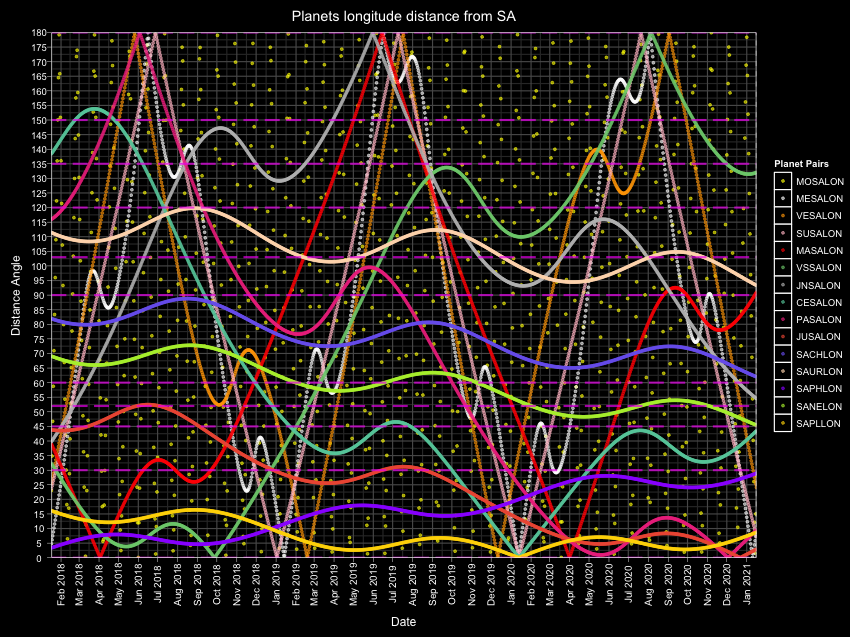 Planets longitude distance from SA
Distance Angle
180
175
170
165
160
155
150
145
140
135
130
125
120
115
110
105
100
95
90
85
80
75
70
65
60
55
50
45
40
35
30
25
20
15
10
5
0
Feb 2018
Mar 2018
Apr 2018
May 2018
Jun 2018
Jul 2018
Aug 2018
Sep 2018
Oct 2018
Nov 2018
Dec 2018
Jan 2019
Feb 2019
Mar 2019
Apr 2019
May 2019
Jun 2019
Jul 2019
Aug 2019
Sep 2019
Oct 2019
Nov 2019
Dec 2019
Jan 2020
Feb 2020
Mar 2020
Apr 2020
May 2020
Jun 2020
Jul 2020
Aug 2020
Sep 2020
Oct 2020
Nov 2020
Dec 2020
Jan 2021
Date
Planet Pairs
MOSALON
MESALON
VESALON
SUSALON
MASALON
VSSALON
JNSALON
CESALON
PASALON
JUSALON
SACHLON
SAURLON
SAPHLON
SANELON
SAPLLON